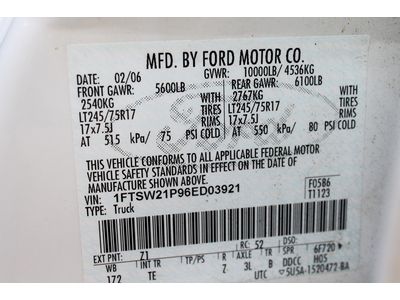 MFD. BY FORD MOTOR CO.
DATE: 02/06 GVWR: 10000LB/ 4536KG
FRONT GAWR: 5600LB REAR GAWR: 6100LB
2540KG WITH 2767KG WITH
LT245/75R17 TIRES LT245/75R17 TIRES
17x7.5J RIMS 17x7.5J RIMS
AT 515 kPa/ 75 PSI COLD AT 550 kPa/ 80 PSI COLD
THIS VEHICLE CONFORMS TO ALL APPLICABLE FEDERAL MOTOR
VEHICLE SAFETY STANDARDS IN EFFECT ON THE DATE OF
MANUFACTURE SHOWN ABOVE.
VIN: 1FTSW21P96ED03921 F0586
TYPE: Truck T1123
EXT PNT: Z1 RC: 52 DSO:
WB INT TR TP/PS R AXLE TR SPR 6F720
172 TE Z 3L B DDCC H05
UTC 5U5A-1520472-BA